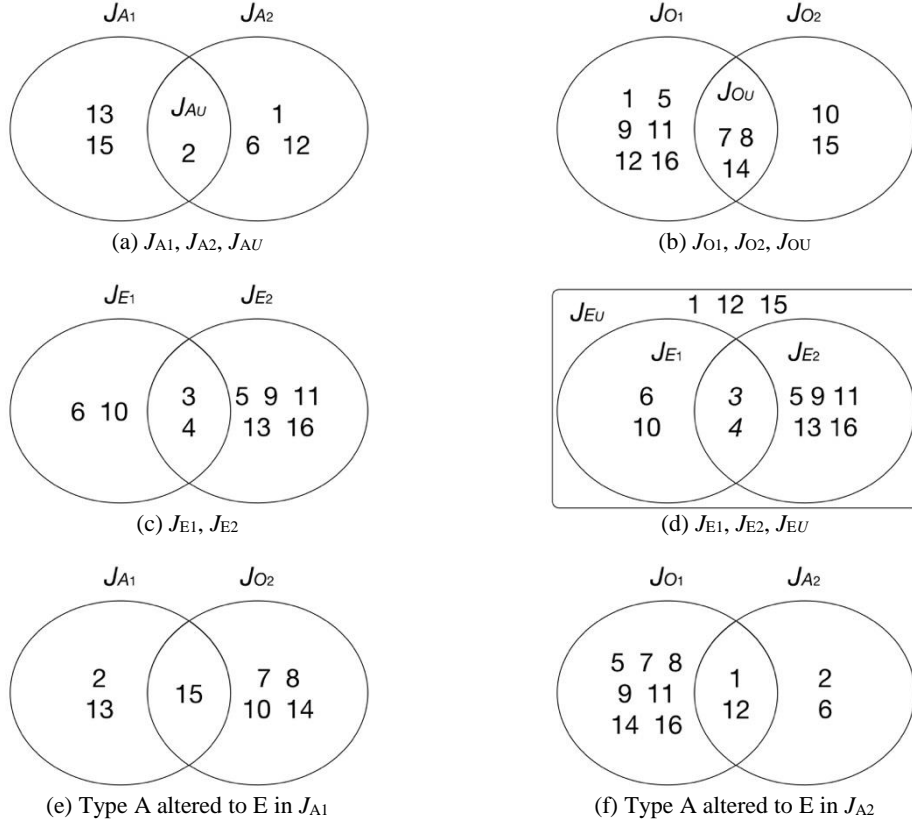 JA1 JA2
13
15
JAU
2
1
6 12
(a) JA1, JA2, JAU
JO1 JO2
1 5
9 11
12 16
JOU
7 8
14
10
15
(b) JO1, JO2, JOU
JE1 JE2
6 10
3
4
5 9 11
13 16
(c) JE1, JE2
JEU
1 12 15
JE1 JE2
6
10
3
4
5 9 11
13 16
(d) JE1, JE2, JEU
JA1 JO2
2
13
15
7 8
10 14
(e) Type A altered to E in JA1
JO1 JA2
5 7 8
9 11
14 16
1
12
2
6
(f) Type A altered to E in JA2